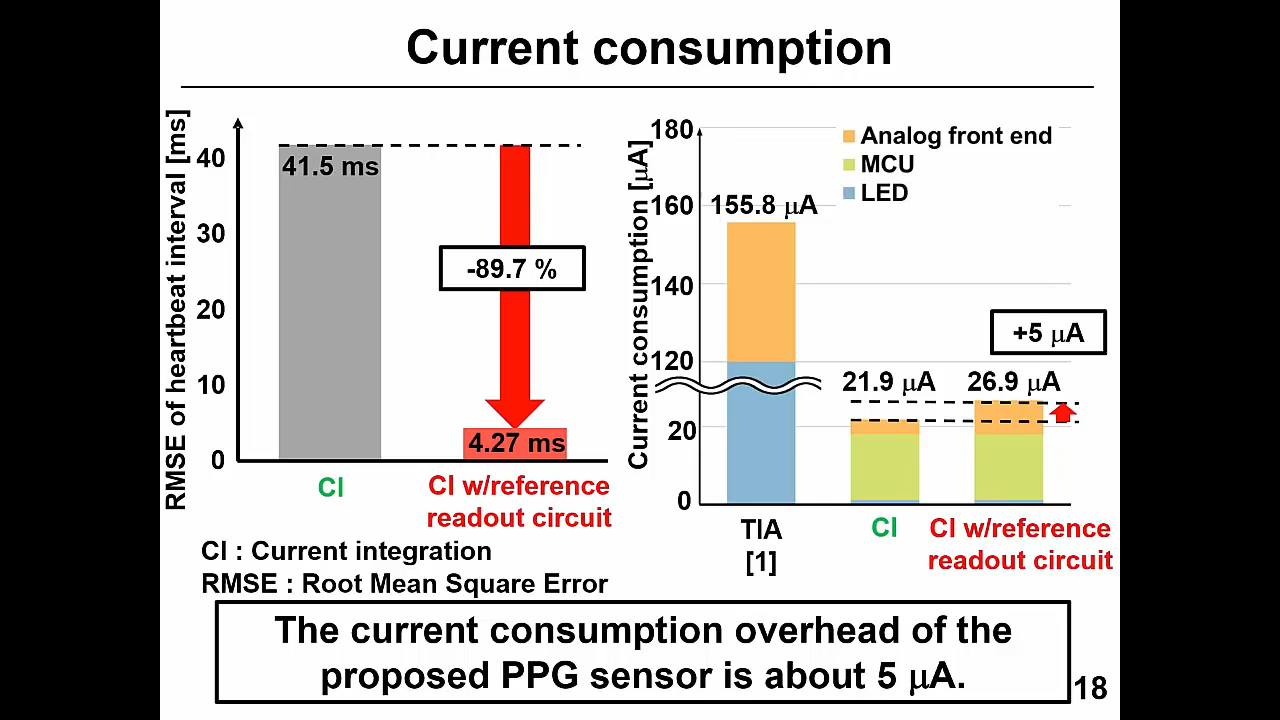 Current consumption
RMSE of heartbeat interval [ms]
40
30
20
10
0
41.5 ms
-89.7 %
4.27 ms
CI
CI w/reference
readout circuit
CI : Current integration
RMSE : Root Mean Square Error
Current consumption [μA]
180
160
140
120
20
0
Analog front end
MCU
LED
155.8 μA
21.9 μA
26.9 μA
+5 μA
TIA
[1]
CI
CI w/reference
readout circuit
The current consumption overhead of the
proposed PPG sensor is about 5 μA.
18